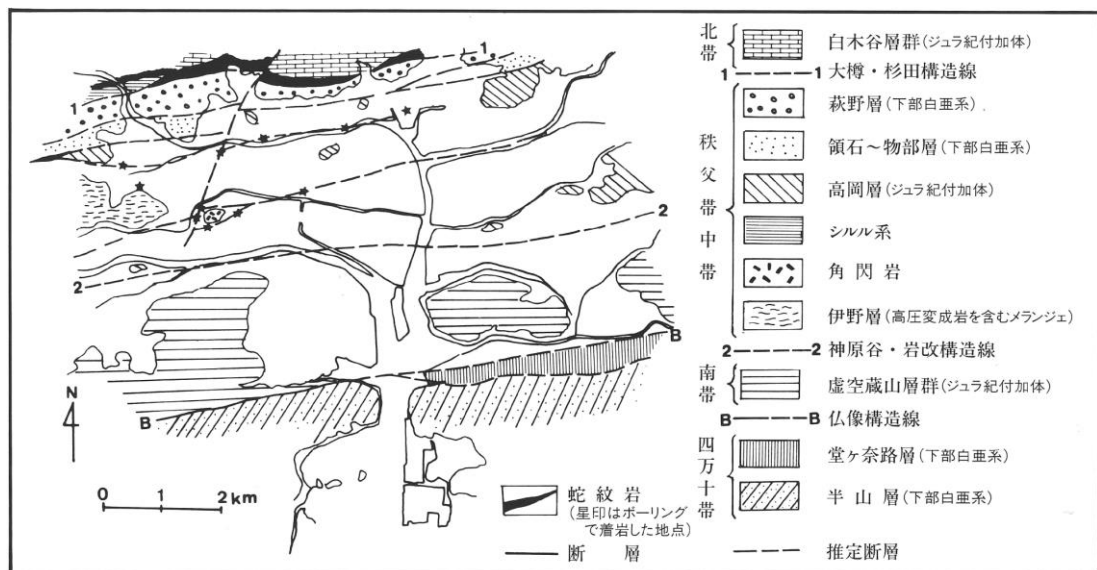 北帯
白木谷層群(ジュラ紀付加体)
1 1 大樽・杉田構造線
秩父帯中帯
萩野層(下部白亜系)
領石~物部層(下部白亜系)
高岡層(ジュラ紀付加体)
シルル系
角閃岩
伊野層(高圧変成岩を含むメランジェ)
2 2 神原谷・岩改構造線
南帯
虚空蔵山層群(ジュラ紀付加体)
B B 仏像構造線
四万十帯
堂ヶ奈路層(下部白亜系)
半山層(下部白亜系)
推定断層
1
1
2
2
B
B
N
0 1 2 km
蛇紋岩
(星印はボーリング
で着岩した地点)
断層